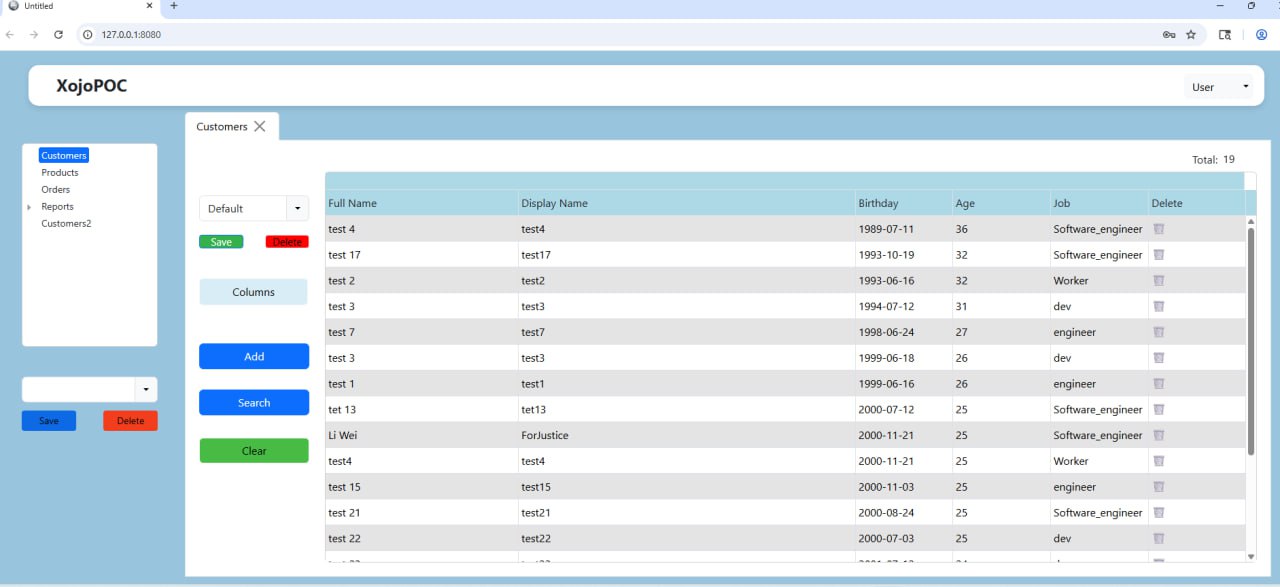 Untitled
127.0.0.1:8080
XojoPOC
User
Customers
Total: 19
Customers
Products
Orders
Reports
Customers2
Save
Delete
Default
Save
Delete
Columns
Add
Search
Clear
Full Name Display Name Birthday Age Job Delete
test 4 test4 1989-07-11 36 Software_engineer
test 17 test17 1993-10-19 32 Software_engineer
test 2 test2 1993-06-16 32 Worker
test 3 test3 1994-07-12 31 dev
test 7 test7 1998-06-24 27 engineer
test 3 test3 1999-06-18 26 dev
test 1 test1 1999-06-16 26 engineer
tet 13 tet13 2000-07-12 25 Software_engineer
Li Wei ForJustice 2000-11-21 25 Software_engineer
test4 test4 2000-11-21 25 Worker
test 15 test15 2000-11-03 25 engineer
test 21 test21 2000-08-24 25 Software_engineer
test 22 test22 2000-07-03 25 dev